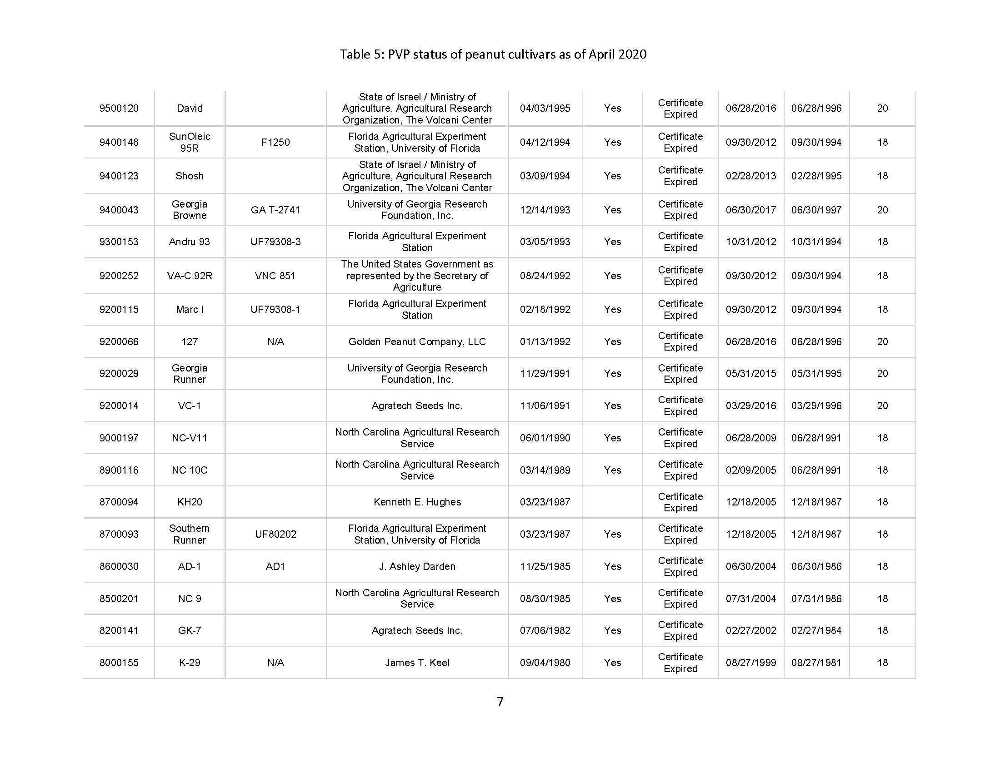 Table 5: PVP status of peanut cultivars as of April 2020
9500120 David State of Israel / Ministry of Agriculture, Agricultural Research Organization, The Volcani Center 04/03/1995 Yes Certificate Expired 06/28/2016 06/28/1996 20
9400148 SunOleic 95R F1250 Florida Agricultural Experiment Station, University of Florida 04/12/1994 Yes Certificate Expired 09/30/2012 09/30/1994 18
9400123 Shosh State of Israel / Ministry of Agriculture, Agricultural Research Organization, The Volcani Center 03/09/1994 Yes Certificate Expired 02/28/2013 02/28/1995 18
9400043 Georgia Browne GA T-2741 University of Georgia Research Foundation, Inc. 12/14/1993 Yes Certificate Expired 06/30/2017 06/30/1997 20
9300153 Andru 93 UF79308-3 Florida Agricultural Experiment Station 03/05/1993 Yes Certificate Expired 10/31/2012 10/31/1994 18
9200252 VA-C 92R VNC 851 The United States Government as represented by the Secretary of Agriculture 08/24/1992 Yes Certificate Expired 09/30/2012 09/30/1994 18
9200115 Marc I UF79308-1 Florida Agricultural Experiment Station 02/18/1992 Yes Certificate Expired 09/30/2012 09/30/1994 18
9200066 127 N/A Golden Peanut Company, LLC 01/13/1992 Yes Certificate Expired 06/28/2016 06/28/1996 20
9200029 Georgia Runner University of Georgia Research Foundation, Inc. 11/29/1991 Yes Certificate Expired 05/31/2015 05/31/1995 20
9200014 VC-1 Agratech Seeds Inc. 11/06/1991 Yes Certificate Expired 03/29/2016 03/29/1996 20
9000197 NC-V11 North Carolina Agricultural Research Service 06/01/1990 Yes Certificate Expired 06/28/2009 06/28/1991 18
8900116 NC 10C North Carolina Agricultural Research Service 03/14/1989 Yes Certificate Expired 02/09/2005 06/28/1991 18
8700094 KH20 Kenneth E. Hughes 03/23/1987 Certificate Expired 12/18/2005 12/18/1987 18
8700093 Southern Runner UF80202 Florida Agricultural Experiment Station, University of Florida 03/23/1987 Yes Certificate Expired 12/18/2005 12/18/1987 18
8600030 AD-1 AD1 J. Ashley Darden 11/25/1985 Yes Certificate Expired 06/30/2004 06/30/1986 18
8500201 NC 9 North Carolina Agricultural Research Service 08/30/1985 Yes Certificate Expired 07/31/2004 07/31/1986 18
8200141 GK-7 Agratech Seeds Inc. 07/06/1982 Yes Certificate Expired 02/27/2002 02/27/1984 18
8000155 K-29 N/A James T. Keel 09/04/1980 Yes Certificate Expired 08/27/1999 08/27/1981 18
7